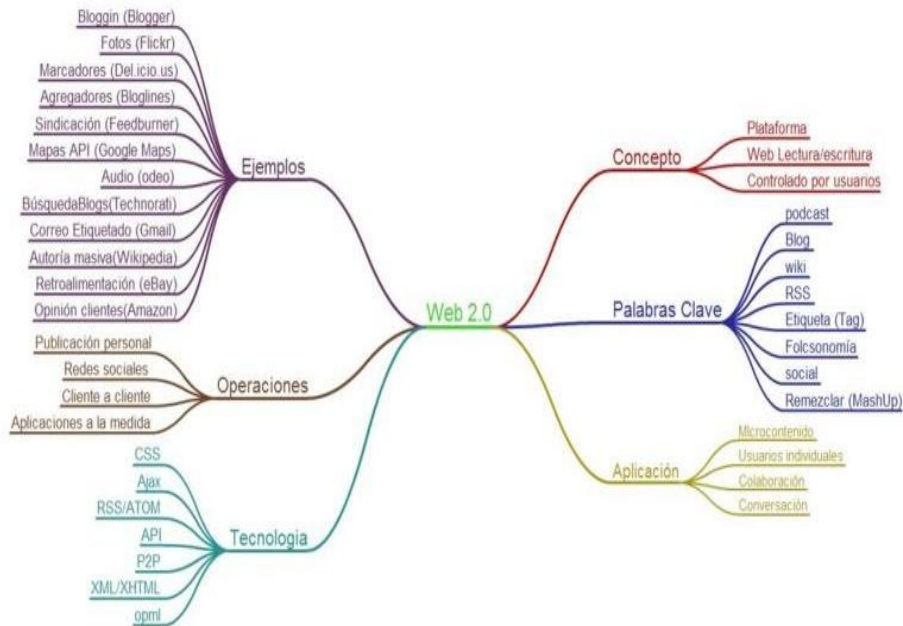 Web 2.0
Ejemplos
Bloggin (Blogger)
Fotos (Flickr)
Marcadores (Del.icio.us)
Agregadores (Bloglines)
Sindicación (Feedburner)
Mapas API (Google Maps)
Audio (odeo)
BúsquedaBlogs(Technorati)
Correo Etiquetado (Gmail)
Autoría masiva(Wikipedia)
Retroalimentación (eBay)
Opinión clientes(Amazon)
Operaciones
Publicación personal
Redes sociales
Cliente a cliente
Aplicaciones a la medida
Tecnologia
CSS
Ajax
RSS/ATOM
API
P2P
XML/XHTML
opml
Concepto
Plataforma
Web Lectura/escritura
Controlado por usuarios
Palabras Clave
podcast
Blog
wiki
RSS
Etiqueta (Tag)
Folcsonomía
social
Remezclar (MashUp)
Aplicación
Microcontenido
Usuarios individuales
Colaboración
Conversación